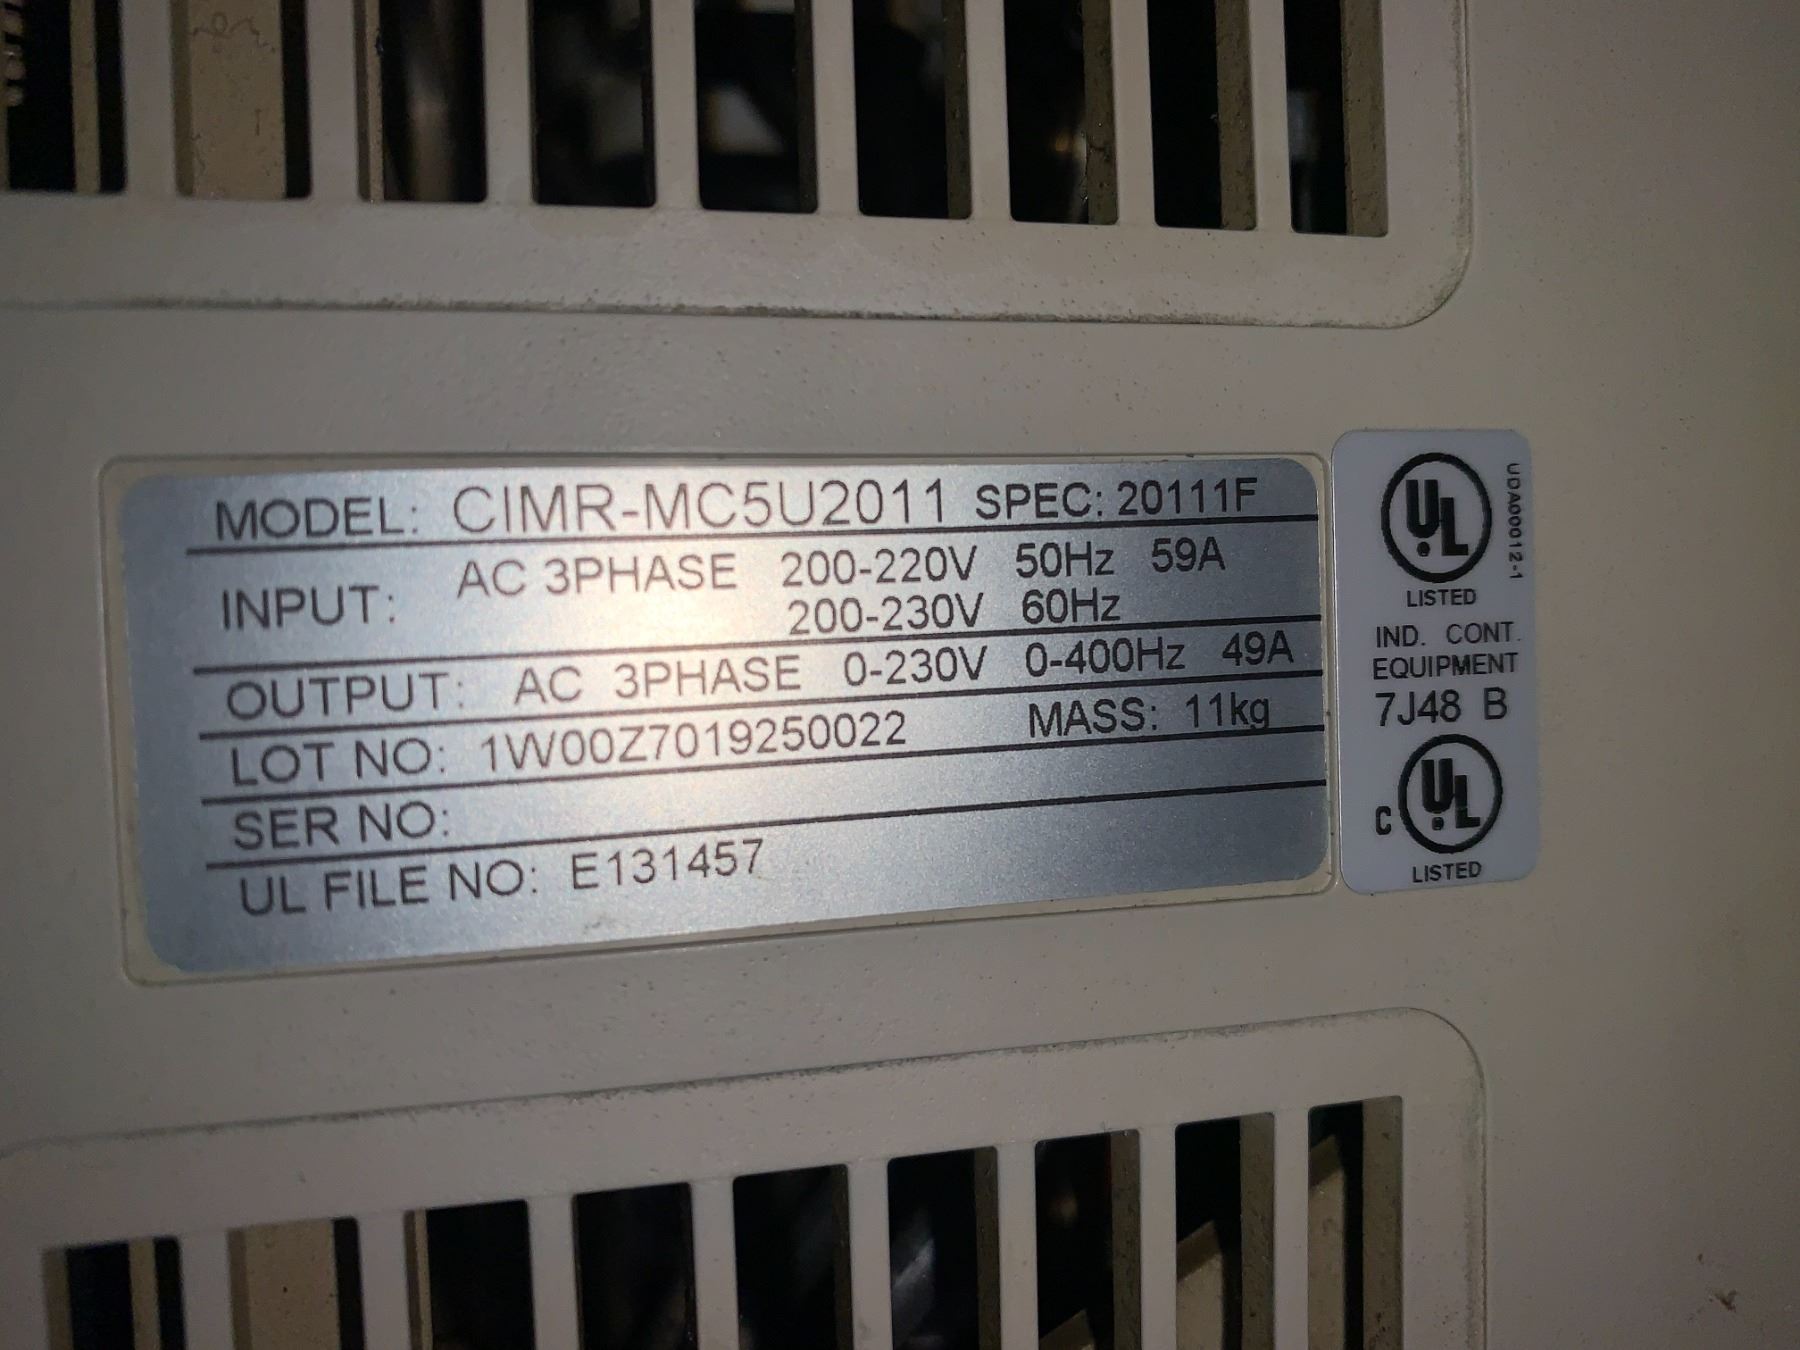 MODEL: CIMR-MC5U2011 SPEC: 20111F
INPUT: AC 3PHASE 200-220V 50Hz 59A
200-230V 60Hz
OUTPUT: AC 3PHASE 0-230V 0-400Hz 49A
LOT NO: 1W00Z7019250022 MASS: 11kg
SER NO:
UL FILE NO: E131457
UL
UDA00012-1
LISTED
IND. CONT.
EQUIPMENT
7J48 B
C UL
LISTED